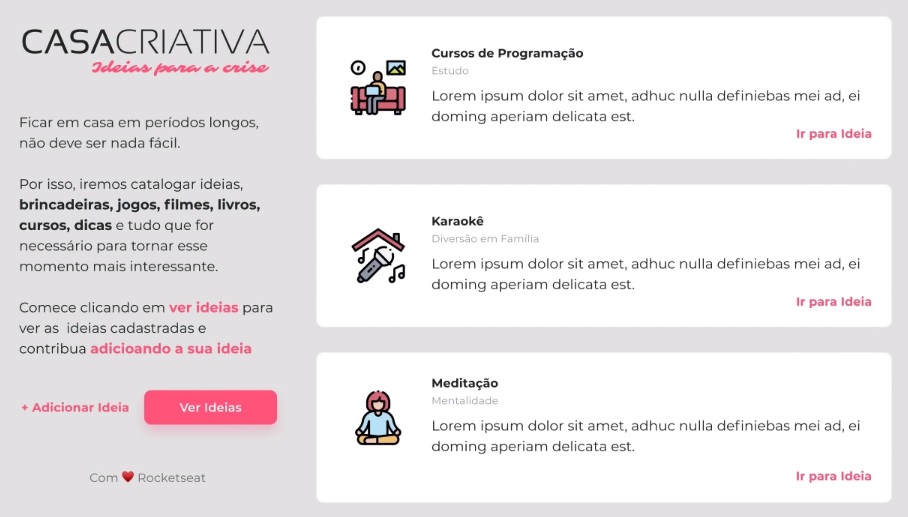 CASACRIATIVA
Ideias para a crise
Ficar em casa em períodos longos,
não deve ser nada fácil.
Por isso, iremos catalogar ideias,
brincadeiras, jogos, filmes, livros,
cursos, dicas e tudo que for
necessário para tornar esse
momento mais interessante.
Comece clicando em ver ideias para
ver as ideias cadastradas e
contribua adicioando a sua ideia
+ Adicionar Ideia
Ver Ideias
Com ❤️ Rocketseat
Cursos de Programação
Estudo
Lorem ipsum dolor sit amet, adhuc nulla definiebas mei ad, ei
doming aperiam delicata est.
Ir para Ideia
Karaokê
Diversão em Família
Lorem ipsum dolor sit amet, adhuc nulla definiebas mei ad, ei
doming aperiam delicata est.
Ir para Ideia
Meditação
Mentalidade
Lorem ipsum dolor sit amet, adhuc nulla definiebas mei ad, ei
doming aperiam delicata est.
Ir para Ideia